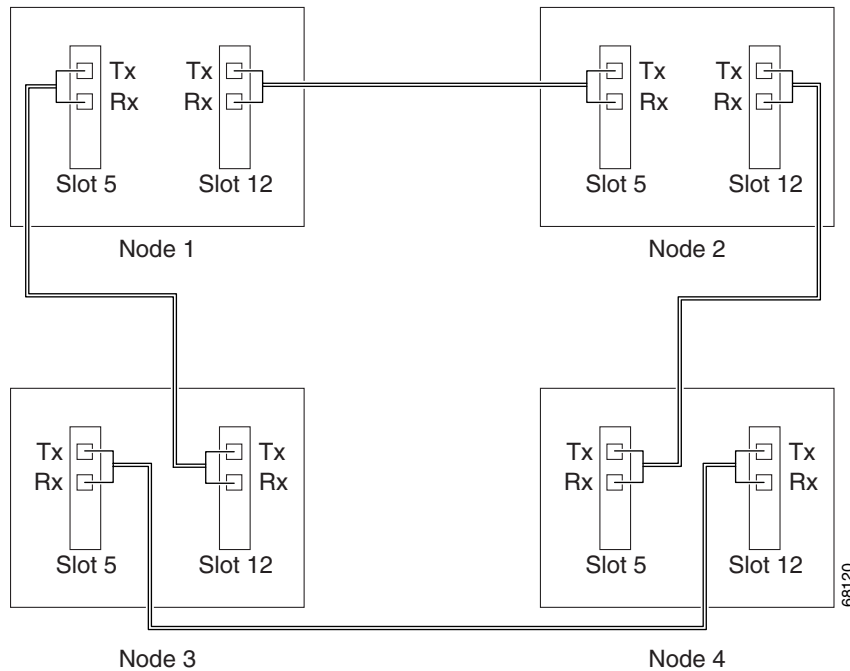 Tx Tx Tx Tx
Rx Rx Rx Rx
Slot 5 Slot 12 Slot 5 Slot 12
Node 1 Node 2
Tx Tx Tx Tx
Rx Rx Rx Rx
Slot 5 Slot 12 Slot 5 Slot 12
Node 3 Node 4
68120